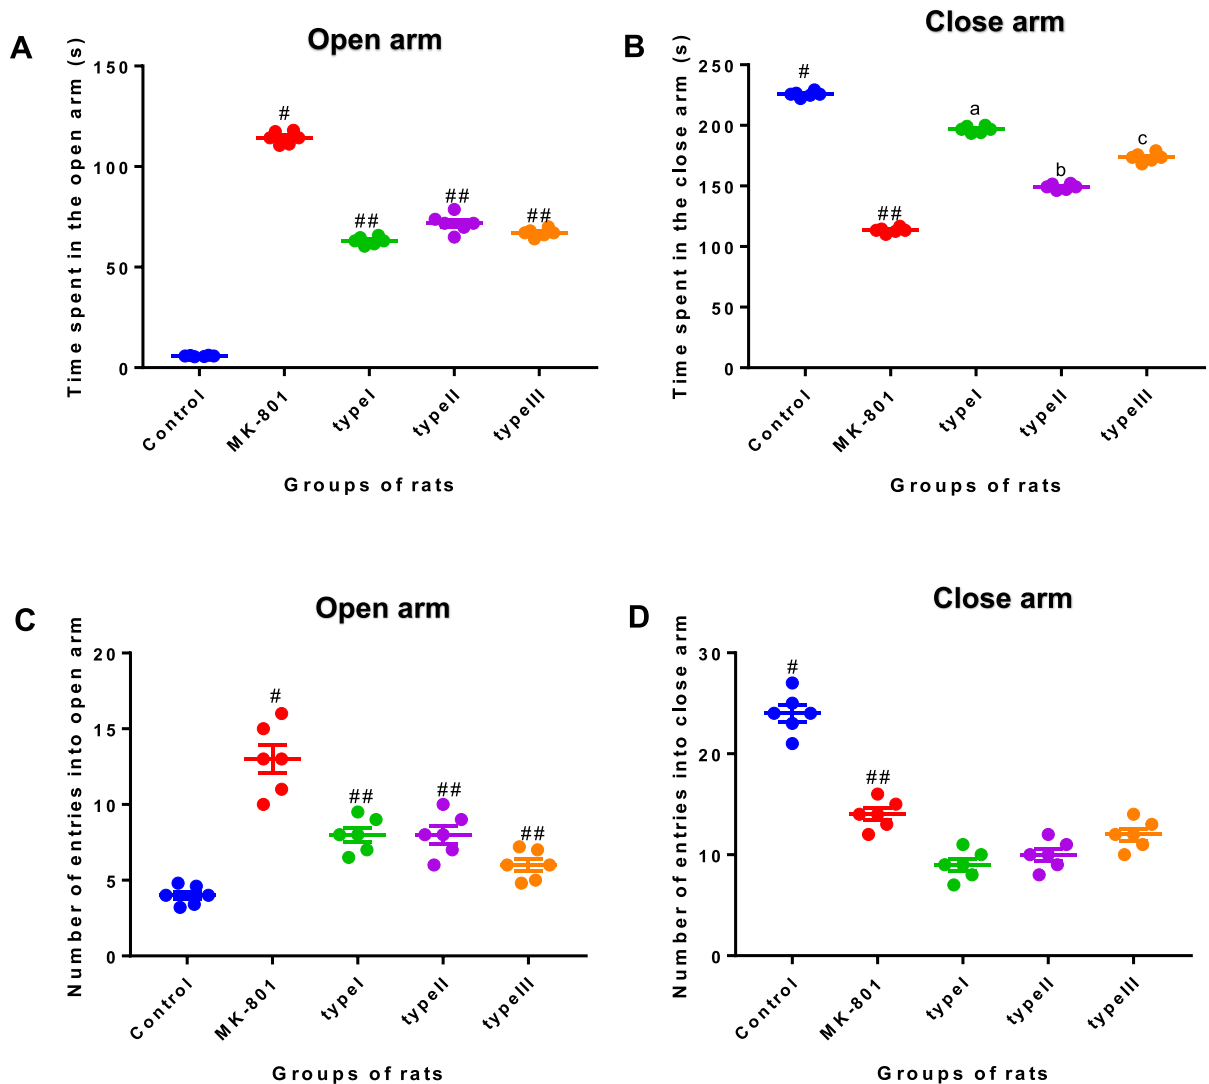 A
Open arm
Time spent in the open arm (s)
150
100
50
0
#
##
##
##
Control
MK-801
typeI
typeII
typeIII
Groups of rats
B
Close arm
Time spent in the close arm (s)
250
200
150
100
50
0
#
##
a
b
c
Control
MK-801
typeI
typeII
typeIII
Groups of rats
C
Open arm
Number of entries into open arm
20
15
10
5
0
#
##
##
##
Control
MK-801
typeI
typeII
typeIII
Groups of rats
D
Close arm
Number of entries into close arm
30
20
10
0
#
##
Control
MK-801
typeI
typeII
typeIII
Groups of rats